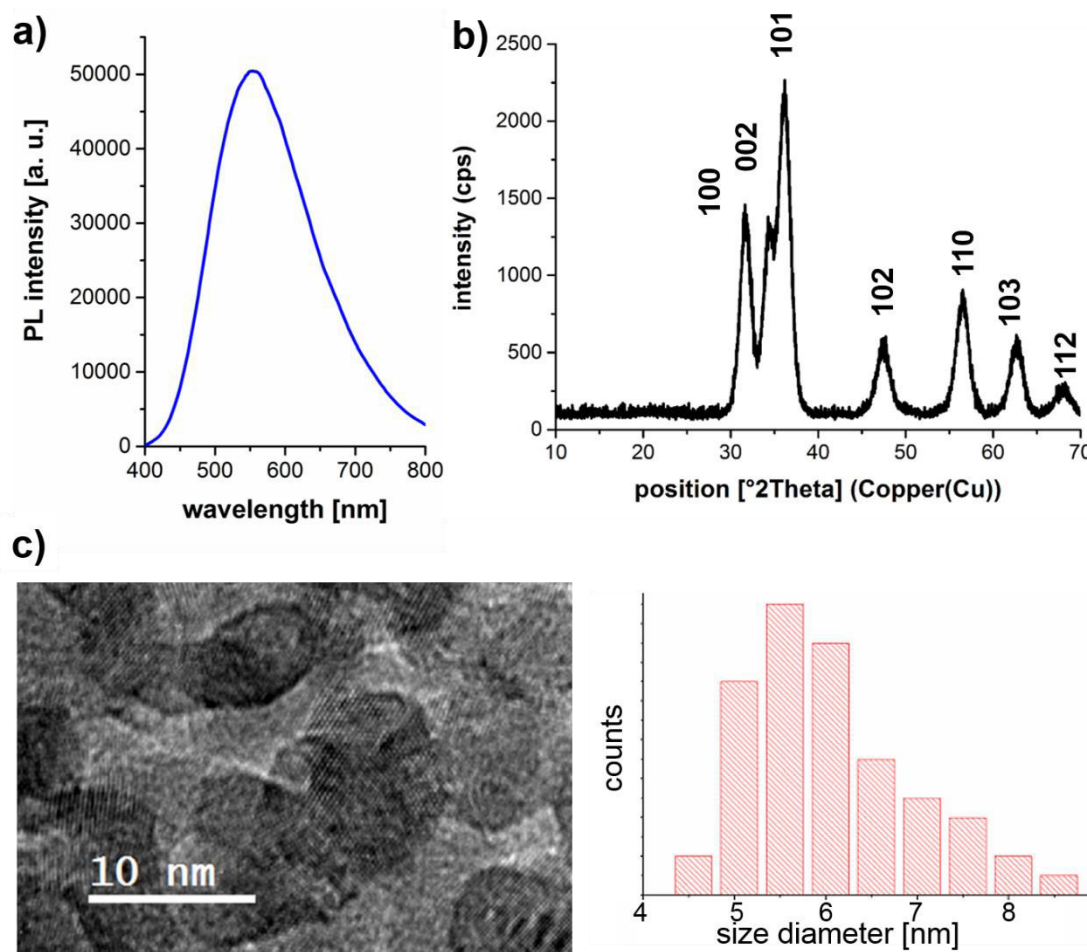 a)
PL intensity [a. u.]
50000
40000
30000
20000
10000
0
400 500 600 700 800
wavelength [nm]
b)
intensity (cps)
2500
2000
1500
1000
500
0
100
002
101
102
110
103
112
10 20 30 40 50 60 70
position [°2Theta] (Copper(Cu))
c)
10 nm
counts
4 5 6 7 8
size diameter [nm]